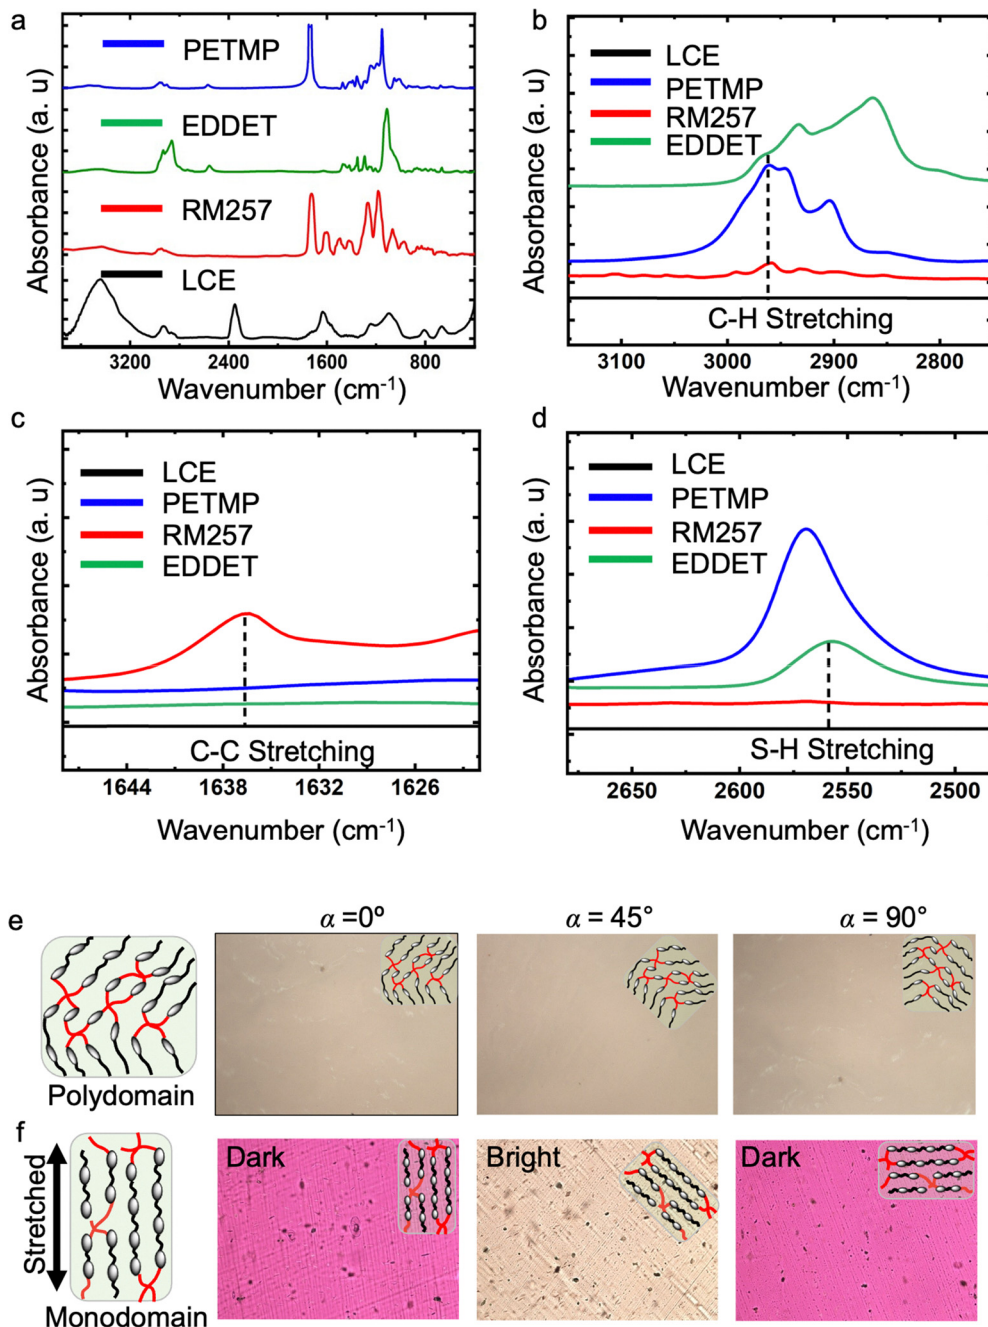 a
Absorbance (a. u)
PETMP
EDDET
RM257
LCE
3200 2400 1600 800
Wavenumber (cm-1)
b
Absorbance (a. u)
LCE
PETMP
RM257
EDDET
C-H Stretching
3100 3000 2900 2800
Wavenumber (cm-1)
c
Absorbance (a. u)
LCE
PETMP
RM257
EDDET
C-C Stretching
1644 1638 1632 1626
Wavenumber (cm-1)
d
Absorbance (a. u)
LCE
PETMP
RM257
EDDET
S-H Stretching
2650 2600 2550 2500
Wavenumber (cm-1)
e
α =0º
α = 45°
α = 90°
Polydomain
f
Stretched
Monodomain
Dark
Bright
Dark